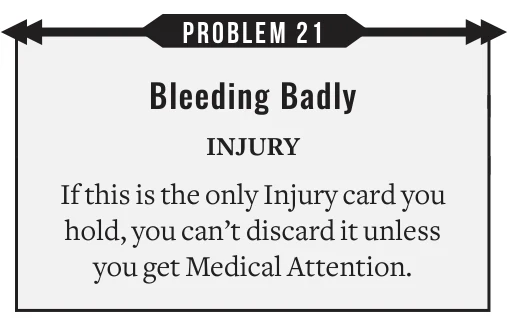 PROBLEM 21
Bleeding Badly
INJURY
If this is the only Injury card you
hold, you can’t discard it unless
you get Medical Attention.